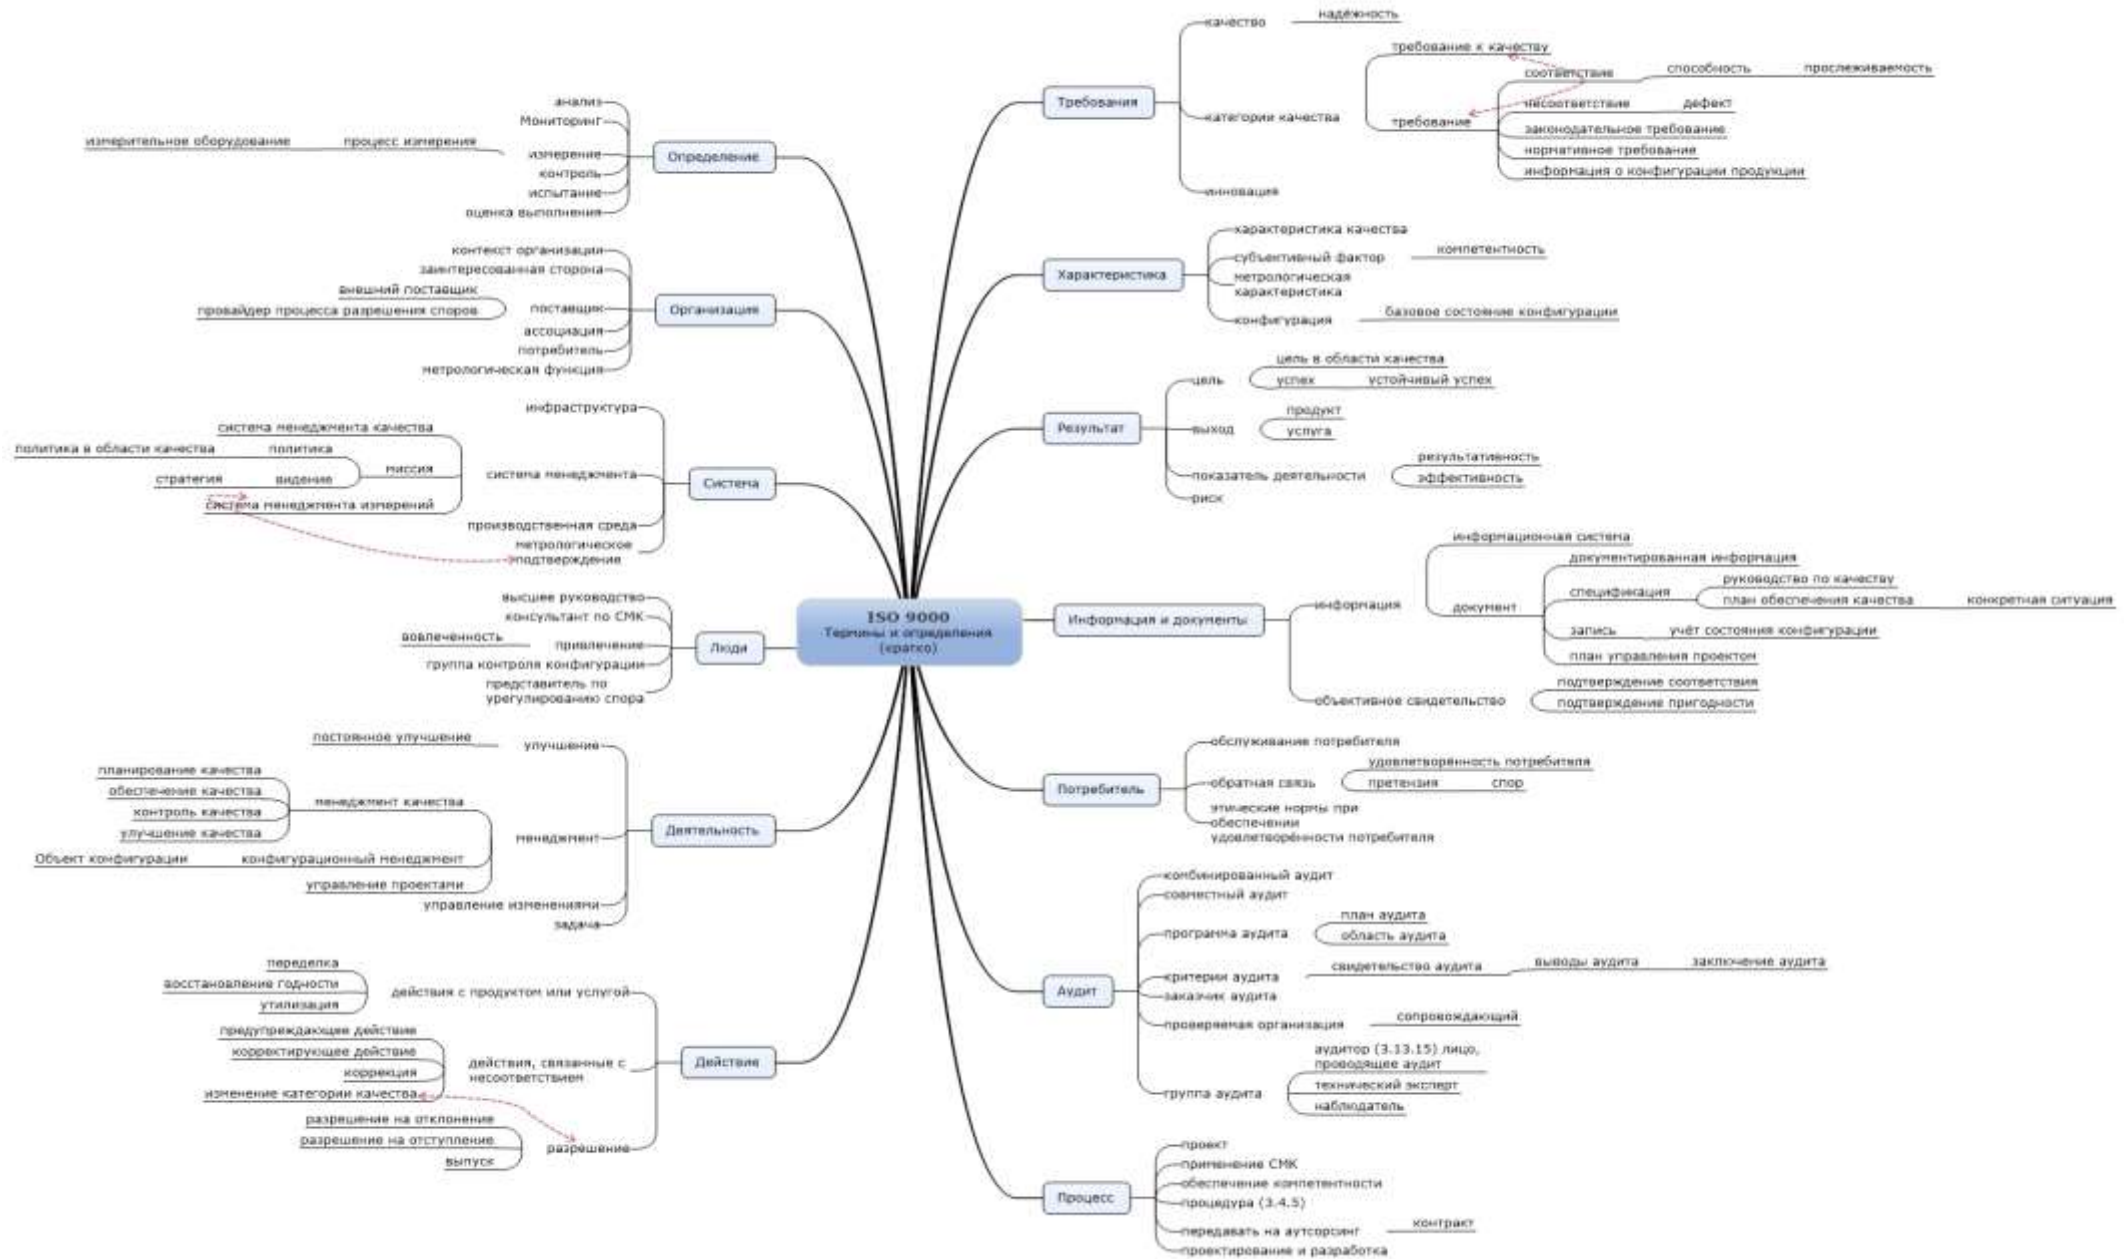 ISO 9000
Термины и определения
(кратко)
Требования
качество
надёжность
категории качества
требование к качеству
требование
соответствие
способность
прослеживаемость
несоответствие
дефект
законодательное требование
нормативное требование
информация о конфигурации продукции
инновация
Характеристика
характеристика качества
субъективный фактор
компетентность
метрологическая
характеристика
конфигурация
базовое состояние конфигурации
Результат
цель
цель в области качества
успех
устойчивый успех
выход
продукт
услуга
показатель деятельности
результативность
эффективность
риск
Информация и документы
информация
информационная система
документ
документированная информация
спецификация
руководство по качеству
план обеспечения качества
конкретная ситуация
запись
учёт состояния конфигурации
план управления проектом
объективное свидетельство
подтверждение соответствия
подтверждение пригодности
Потребитель
обслуживание потребителя
обратная связь
удовлетворённость потребителя
претензия
спор
этические нормы при
обеспечении
удовлетворённости потребителя
Аудит
комбинированный аудит
совместный аудит
программа аудита
план аудита
область аудита
критерии аудита
свидетельство аудита
выводы аудита
заключение аудита
заказчик аудита
проверяемая организация
сопровождающий
группа аудита
аудитор (3.13.15) лицо,
проводящее аудит
технический эксперт
наблюдатель
Процесс
проект
применение СМК
обеспечение компетентности
процедура (3.4.5)
передавать на аутсорсинг
контракт
проектирование и разработка
Определение
анализ
Мониторинг
измерение
процесс измерения
измерительное оборудование
контроль
испытание
оценка выполнения
Организация
контекст организации
заинтересованная сторона
поставщик
внешний поставщик
провайдер процесса разрешения споров
ассоциация
потребитель
метрологическая функция
Система
инфраструктура
система менеджмента
система менеджмента качества
миссия
политика
политика в области качества
видение
стратегия
система менеджмента измерений
производственная среда
метрологическое
подтверждение
Люди
высшее руководство
консультант по СМК
привлечение
вовлеченность
группа контроля конфигурации
представитель по
урегулированию спора
Деятельность
улучшение
постоянное улучшение
менеджмент
менеджмент качества
планирование качества
обеспечение качества
контроль качества
улучшение качества
конфигурационный менеджмент
Объект конфигурации
управление проектами
управление изменениями
задача
Действие
действия с продуктом или услугой
переделка
восстановление годности
утилизация
действия, связанные с
несоответствием
предупреждающее действие
корректирующее действие
коррекция
изменение категории качества
разрешение
разрешение на отклонение
разрешение на отступление
выпуск